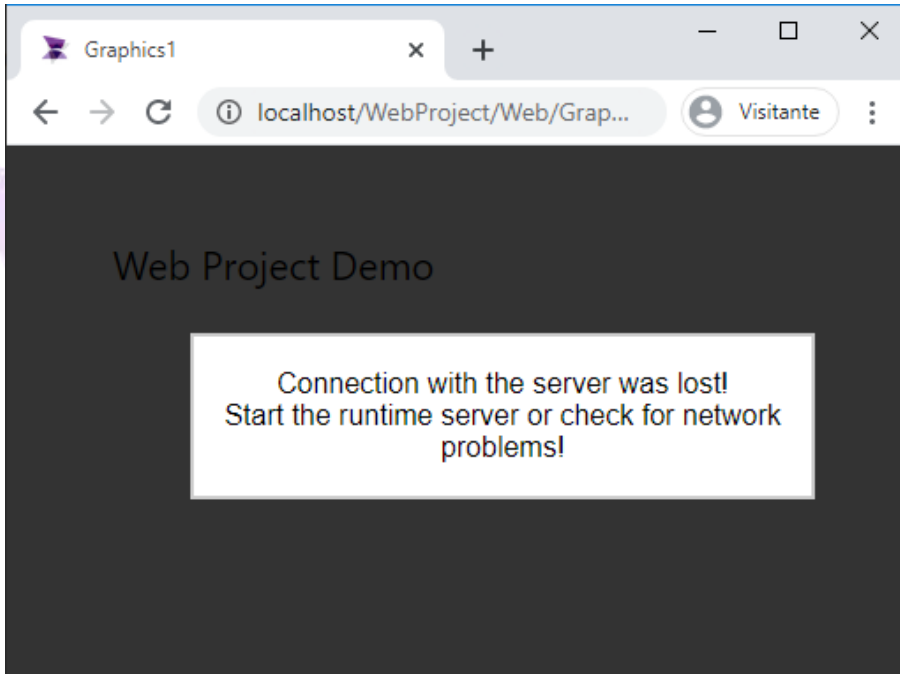 Graphics1
localhost/WebProject/Web/Grap...
Visitante
Web Project Demo
Connection with the server was lost!
Start the runtime server or check for network
problems!